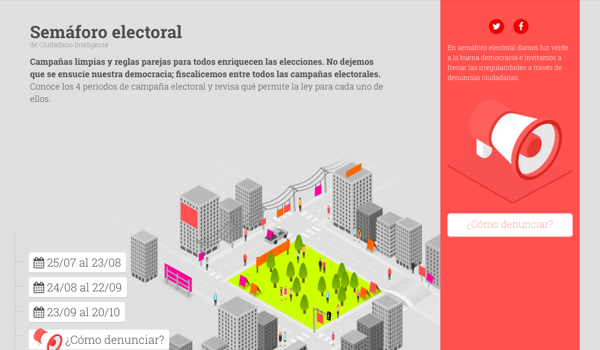 Semáforo electoral
de Ciudadano Inteligente
Campañas limpias y reglas parejas para todos enriquecen las elecciones. No dejemos
que se ensucie nuestra democracia; fiscalicemos entre todos las campañas electorales.
Conoce los 4 periodos de campaña electoral y revisa qué permite la ley para cada uno de
ellos.
25/07 al 23/08
24/08 al 22/09
23/09 al 20/10
¿Cómo denunciar?
En semáforo electoral damos luz verde
a la buena democracia e invitamos a
frenar las irregularidades a través de
denuncias ciudadanas.
¿Cómo denunciar?